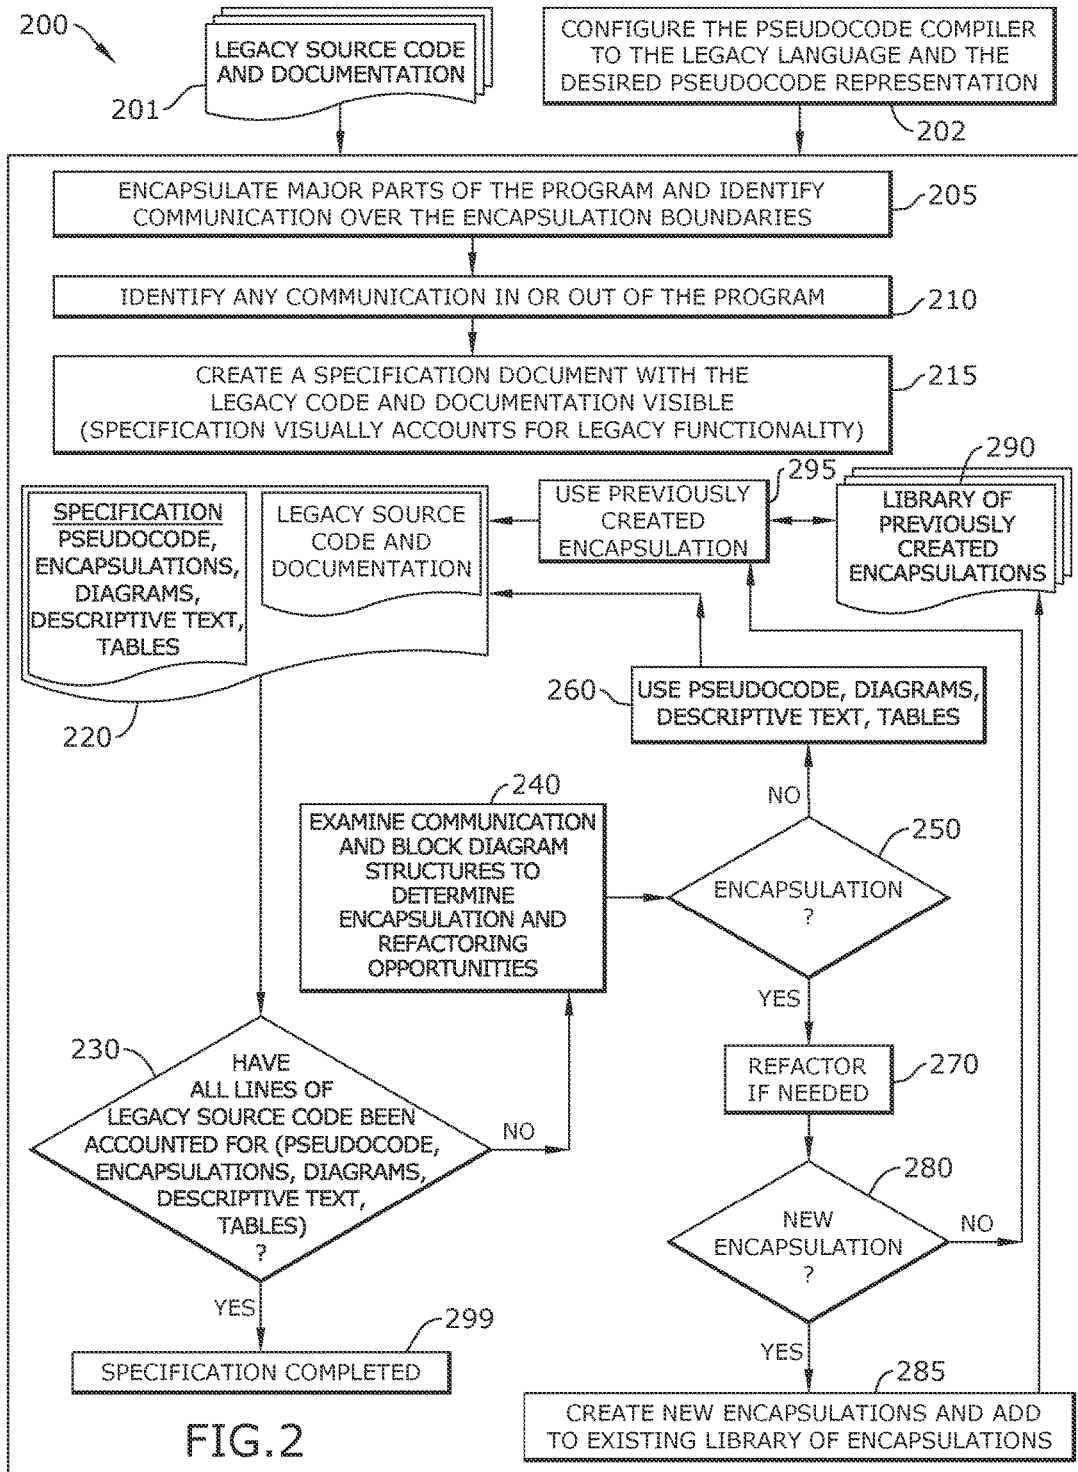 200
LEGACY SOURCE CODE
AND DOCUMENTATION
201
CONFIGURE THE PSEUDOCODE COMPILER
TO THE LEGACY LANGUAGE AND THE
DESIRED PSEUDOCODE REPRESENTATION
202
ENCAPSULATE MAJOR PARTS OF THE PROGRAM AND IDENTIFY
COMMUNICATION OVER THE ENCAPSULATION BOUNDARIES
205
IDENTIFY ANY COMMUNICATION IN OR OUT OF THE PROGRAM
210
CREATE A SPECIFICATION DOCUMENT WITH THE
LEGACY CODE AND DOCUMENTATION VISIBLE
(SPECIFICATION VISUALLY ACCOUNTS FOR LEGACY FUNCTIONALITY)
215
SPECIFICATION
PSEUDOCODE,
ENCAPSULATIONS,
DIAGRAMS,
DESCRIPTIVE TEXT,
TABLES
LEGACY SOURCE
CODE AND
DOCUMENTATION
220
USE PREVIOUSLY
CREATED
ENCAPSULATION
295
290
LIBRARY OF
PREVIOUSLY
CREATED
ENCAPSULATIONS
260
USE PSEUDOCODE, DIAGRAMS,
DESCRIPTIVE TEXT, TABLES
NO
240
EXAMINE COMMUNICATION
AND BLOCK DIAGRAM
STRUCTURES TO
DETERMINE
ENCAPSULATION AND
REFACTORING
OPPORTUNITIES
250
ENCAPSULATION
?
YES
230
HAVE
ALL LINES OF
LEGACY SOURCE CODE BEEN
ACCOUNTED FOR (PSEUDOCODE,
ENCAPSULATIONS, DIAGRAMS,
DESCRIPTIVE TEXT,
TABLES)
?
NO
REFACTOR
IF NEEDED
270
280
NEW
ENCAPSULATION
?
NO
YES
YES
299
SPECIFICATION COMPLETED
285
CREATE NEW ENCAPSULATIONS AND ADD
TO EXISTING LIBRARY OF ENCAPSULATIONS
FIG.2